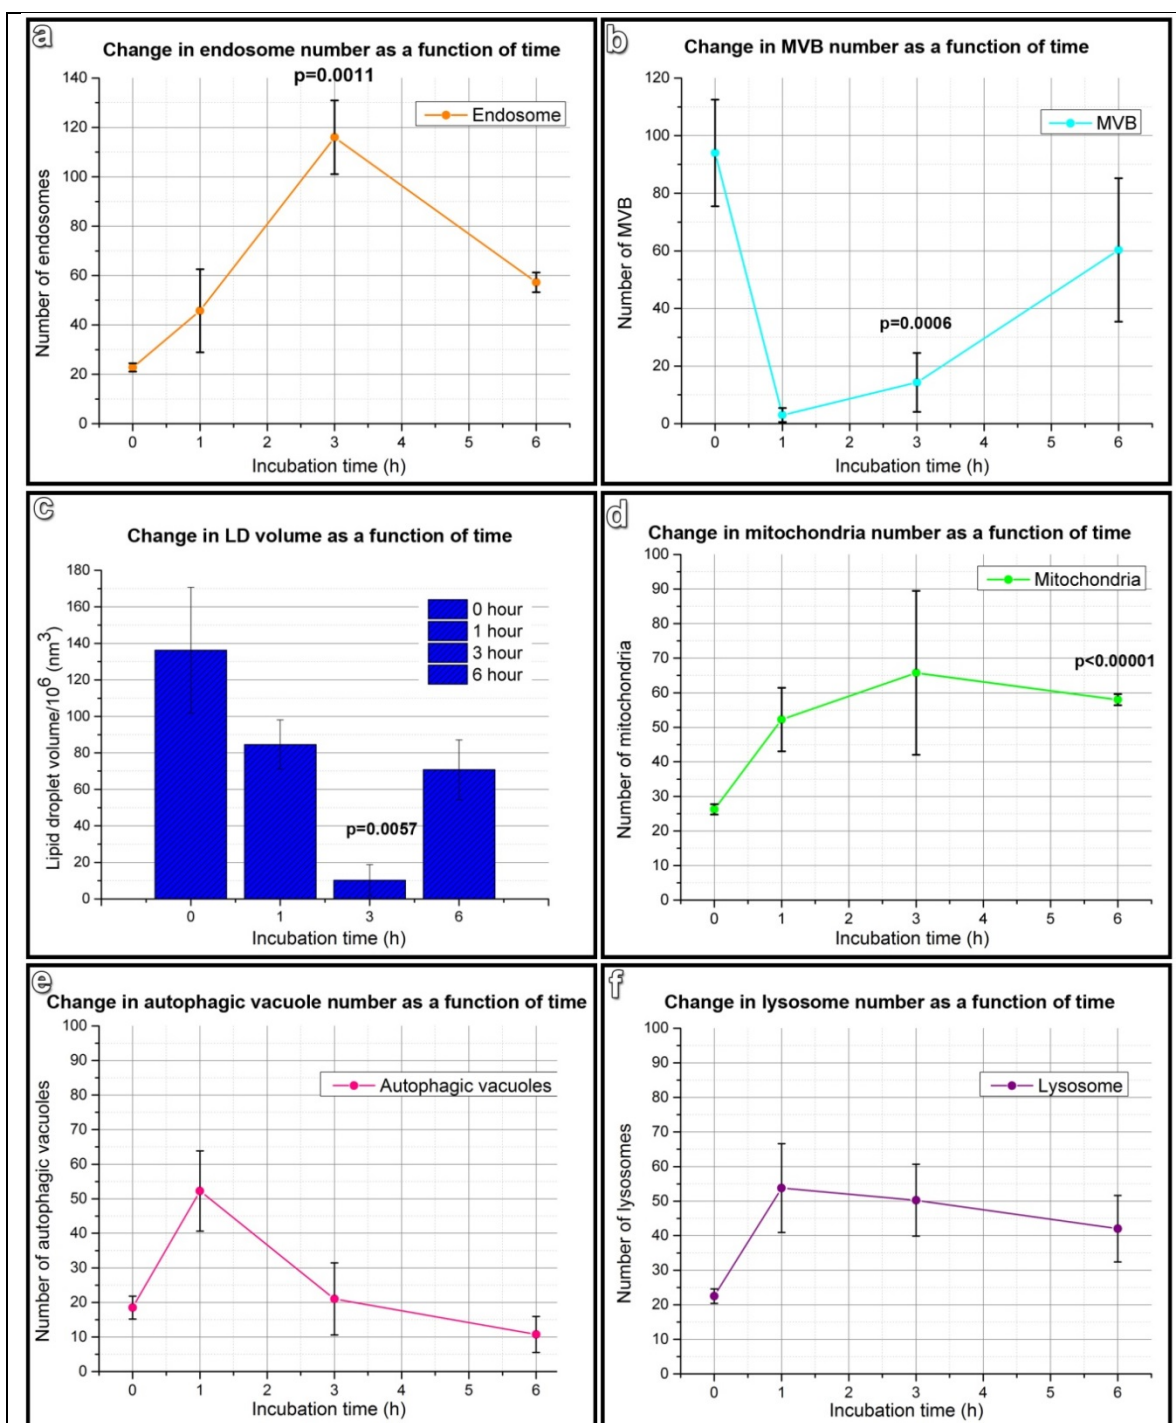 a
Change in endosome number as a function of time
p=0.0011
Endosome
140
120
100
80
60
40
20
0
Number of endosomes
0 1 2 3 4 5 6
Incubation time (h)
b
Change in MVB number as a function of time
MVB
p=0.0006
120
100
80
60
40
20
0
Number of MVB
0 1 2 3 4 5 6
Incubation time (h)
c
Change in LD volume as a function of time
0 hour
1 hour
3 hour
6 hour
p=0.0057
180
160
140
120
100
80
60
40
20
0
Lipid droplet volume/10⁶ (nm³)
0 1 3 6
Incubation time (h)
d
Change in mitochondria number as a function of time
Mitochondria
p<0.00001
100
90
80
70
60
50
40
30
20
10
0
Number of mitochondria
0 1 2 3 4 5 6
Incubation time (h)
e
Change in autophagic vacuole number as a function of time
Autophagic vacuoles
100
90
80
70
60
50
40
30
20
10
0
Number of autophagic vacuoles
0 1 2 3 4 5 6
Incubation time (h)
f
Change in lysosome number as a function of time
Lysosome
100
90
80
70
60
50
40
30
20
10
0
Number of lysosomes
0 1 2 3 4 5 6
Incubation time (h)